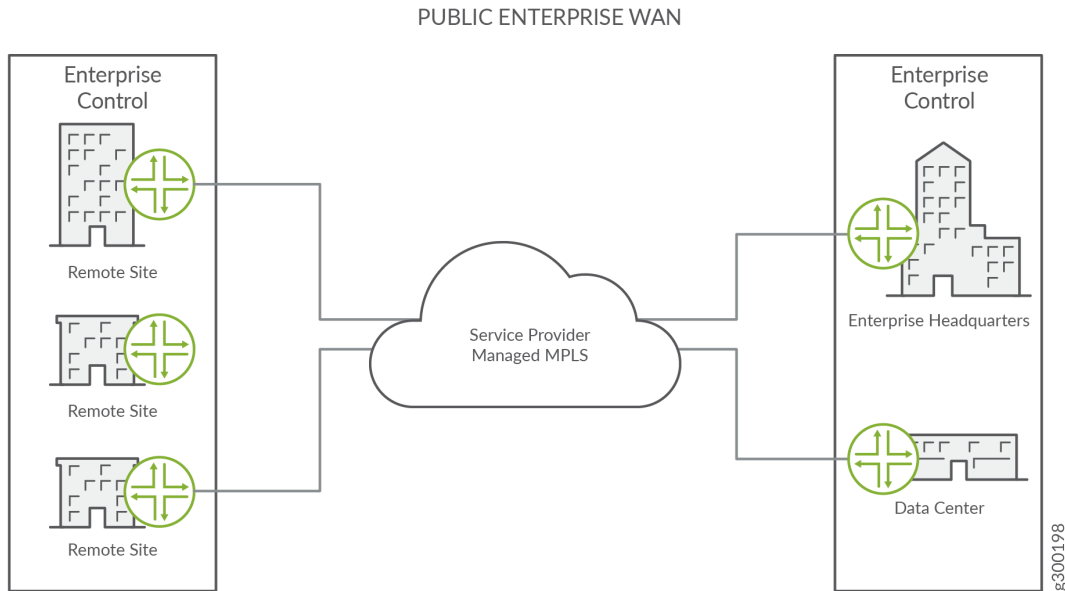 PUBLIC ENTERPRISE WAN
Enterprise
Control
Remote Site
Remote Site
Remote Site
Service Provider
Managed MPLS
Enterprise
Control
Enterprise Headquarters
Data Center
g300198